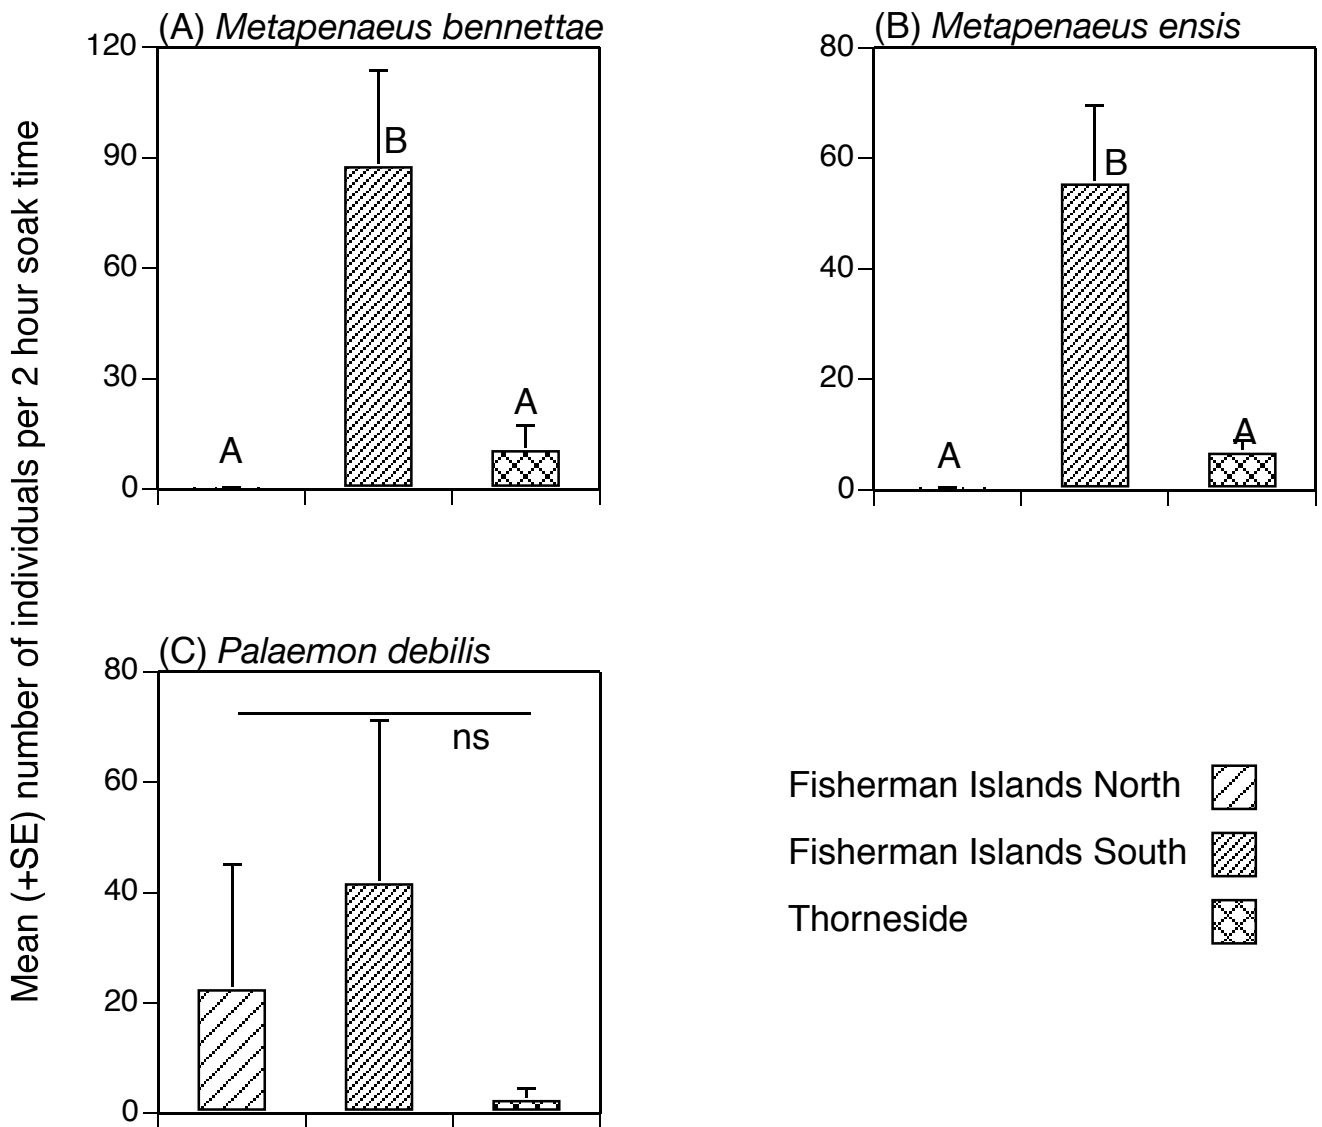 Mean (+SE) number of individuals per 2 hour soak time
(A) Metapenaeus bennettae
120
90
60
30
0
A
B
A
(B) Metapenaeus ensis
80
60
40
20
0
A
B
A
(C) Palaemon debilis
80
60
40
20
0
ns
Fisherman Islands North
Fisherman Islands South
Thorneside